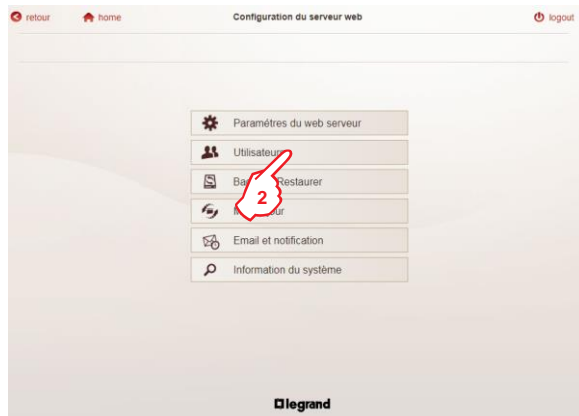 retour home Configuration du serveur web logout
Paramétres du web serveur
Utilisateurs
Restaurer
2
Email et notification
Information du système
legrand